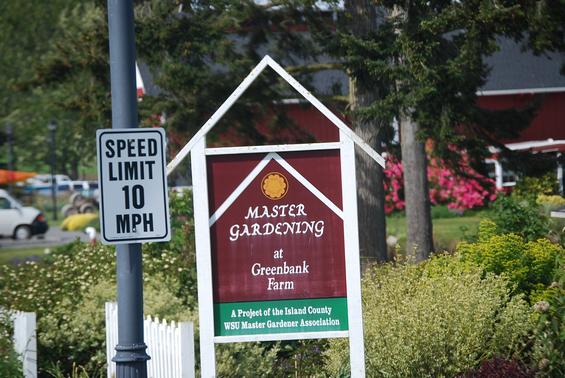 SPEED
LIMIT
10
MPH
MASTER
GARDENING
at
Greenbank
Farm
A Project of the Island County
WSU Master Gardener Association